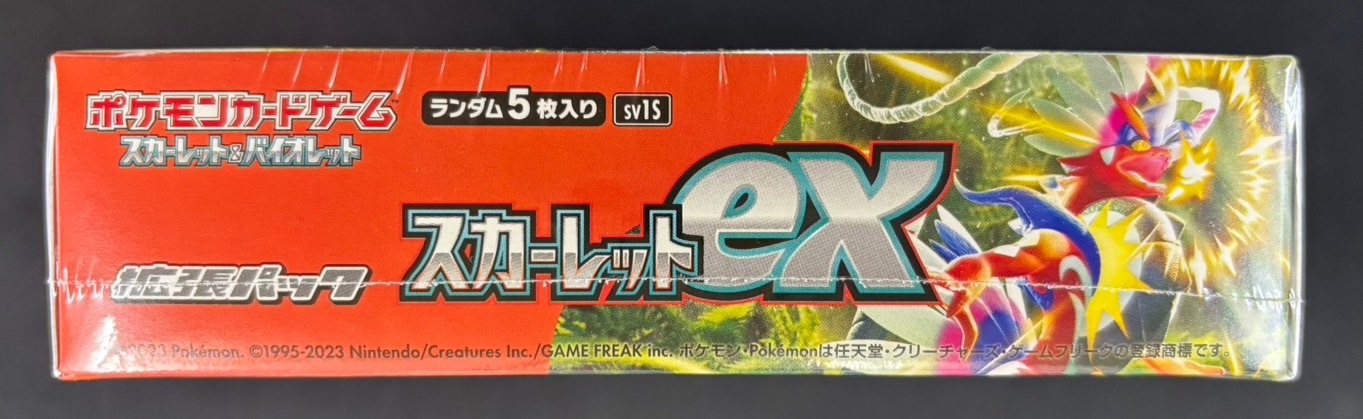 ポケモンカードゲーム™
スカーレット&バイオレット
ランダム5枚入り
sv1S
スカーレットex
拡張パック
©2023 Pokémon. ©1995-2023 Nintendo/Creatures Inc./GAME FREAK inc. ポケモン・Pokémonは任天堂・クリーチャーズ・ゲームフリークの登録商標です。